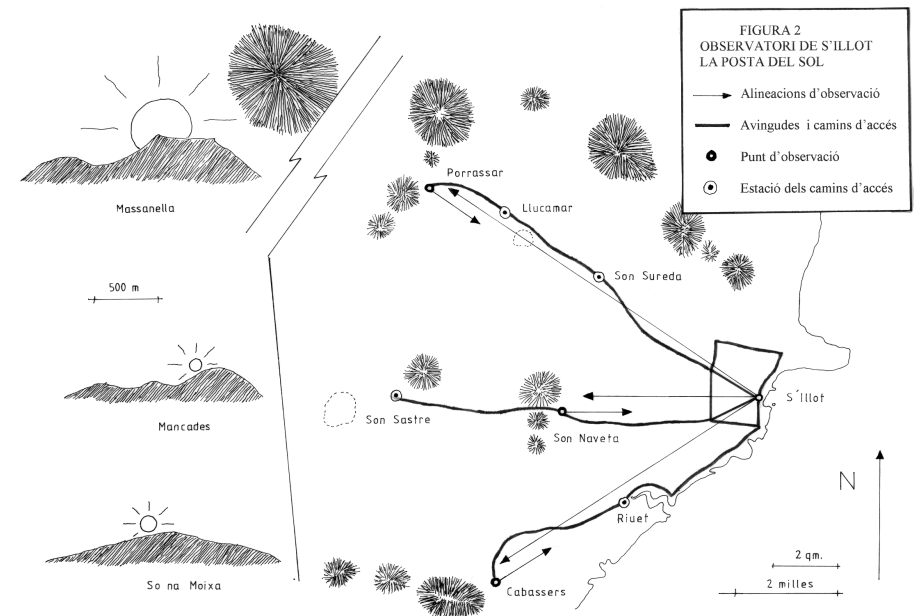 FIGURA 2
OBSERVATORI DE S'ILLOT
LA POSTA DEL SOL
Alineacions d'observació
Avingudes i camins d'accés
Punt d'observació
Estació dels camins d'accés
Massanella
500 m
Mancades
So na Moixa
Porrassar
Llucamar
Son Sureda
S'Illot
Son Sastre
Son Naveta
Riuet
Cabassers
N
2 qm.
2 milles